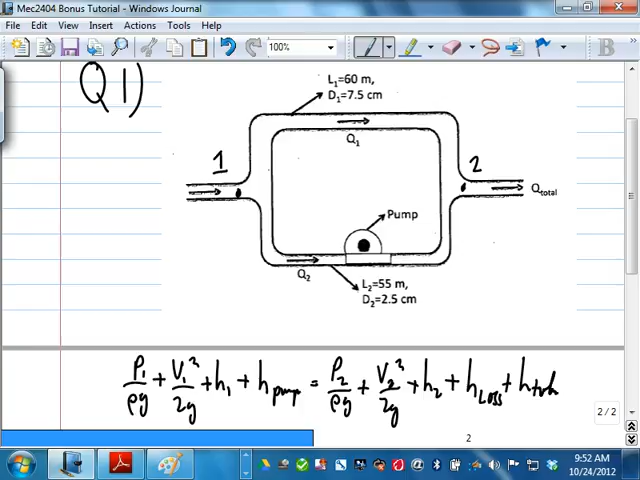 Mec2404 Bonus Tutorial - Windows Journal
File Edit View Insert Actions Tools Help
100%
B
Q1)
L₁=60 m,
D₁=7.5 cm
Q₁
1
2
Qtotal
Pump
Q₂
L₂=55 m,
D₂=2.5 cm
P₁/ρg + V₁²/2g + h₁ + hpump = P₂/ρg + V₂²/2g + h₂ + hLoss +
2/2
2
9:52 AM
10/24/2012